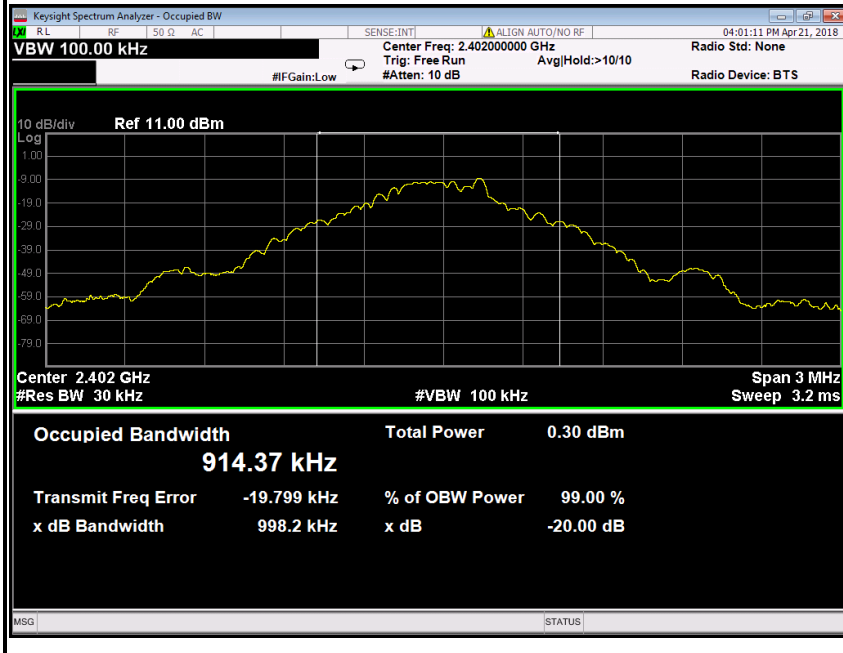 Keysight Spectrum Analyzer - Occupied BW
LXI RL RF 50 Ω AC SENSE:INT ALIGN AUTO/NO RF 04:01:11 PM Apr 21, 2018
VBW 100.00 kHz
Center Freq: 2.402000000 GHz Radio Std: None
Trig: Free Run Avg|Hold:>10/10
#IFGain:Low #Atten: 10 dB Radio Device: BTS
10 dB/div Ref 11.00 dBm
Log
1.00
-9.00
-19.0
-29.0
-39.0
-49.0
-59.0
-69.0
-79.0
Center 2.402 GHz Span 3 MHz
#Res BW 30 kHz #VBW 100 kHz Sweep 3.2 ms
Occupied Bandwidth Total Power 0.30 dBm
914.37 kHz
Transmit Freq Error -19.799 kHz % of OBW Power 99.00 %
x dB Bandwidth 998.2 kHz x dB -20.00 dB
MSG STATUS